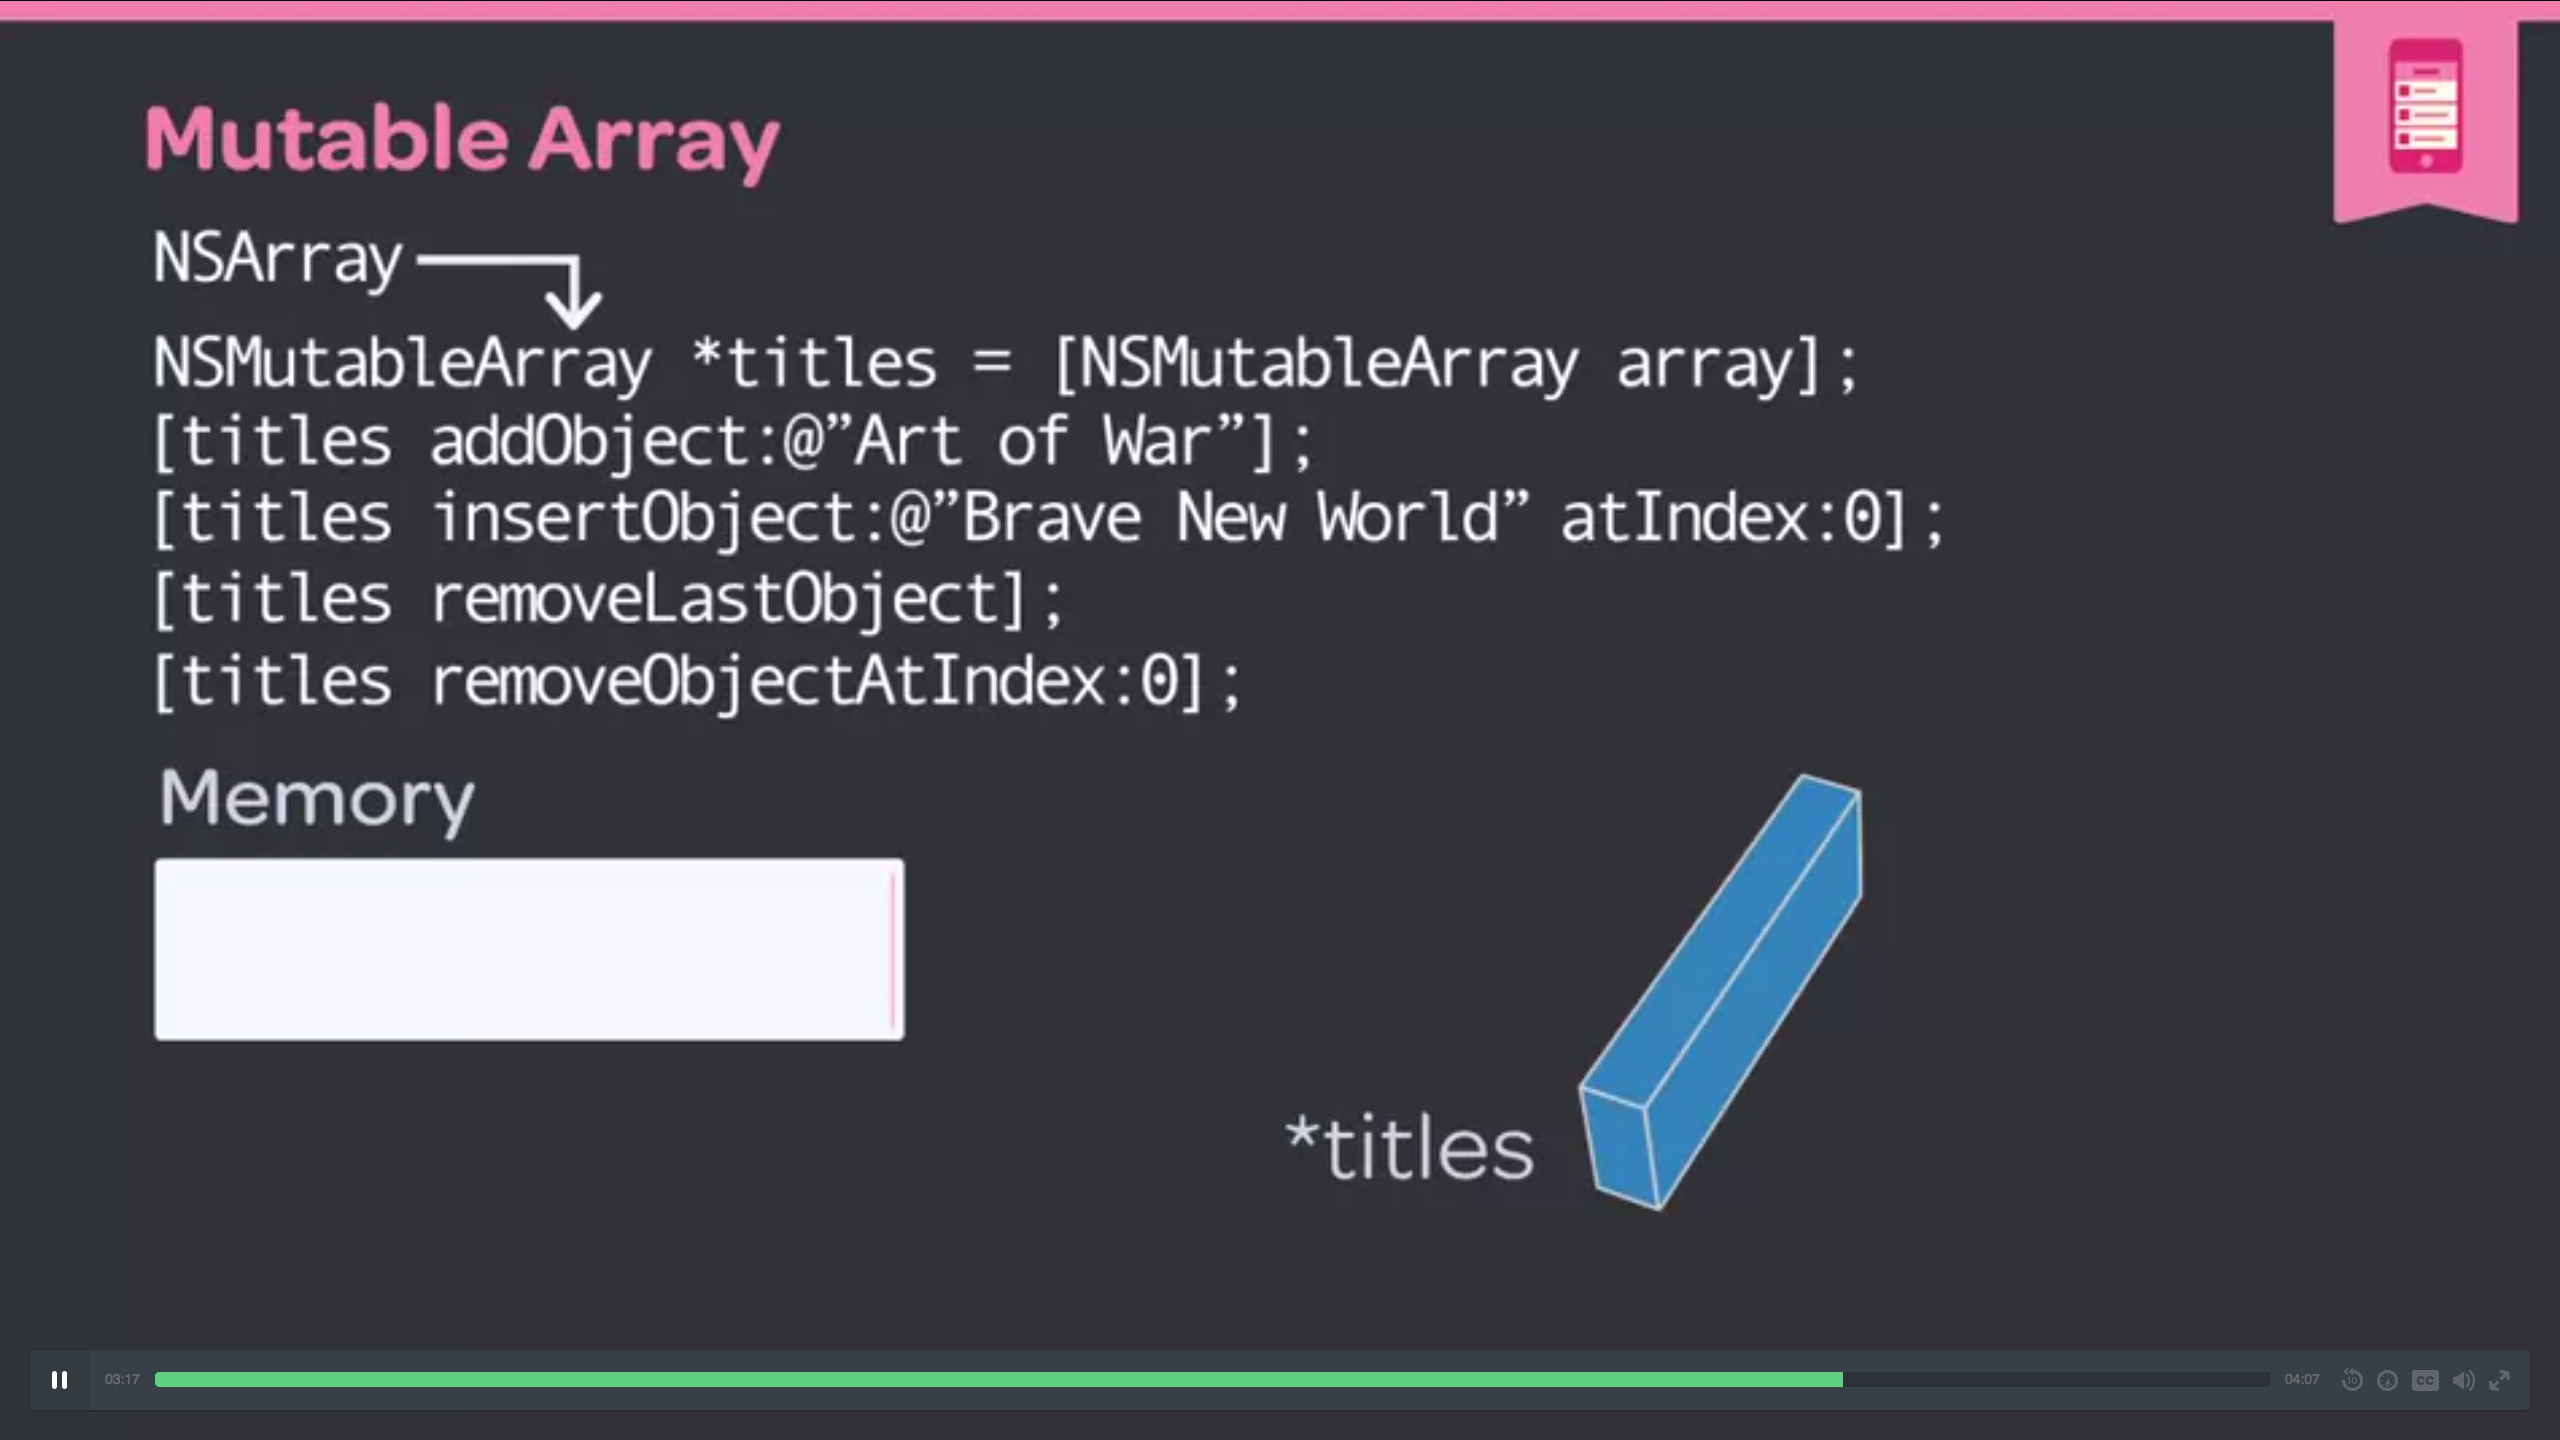 Mutable Array
NSArray
NSMutableArray *titles = [NSMutableArray array];
[titles addObject:@”Art of War”];
[titles insertObject:@”Brave New World” atIndex:0];
[titles removeLastObject];
[titles removeObjectAtIndex:0];
Memory
*titles
03:17
04:07
10
CC